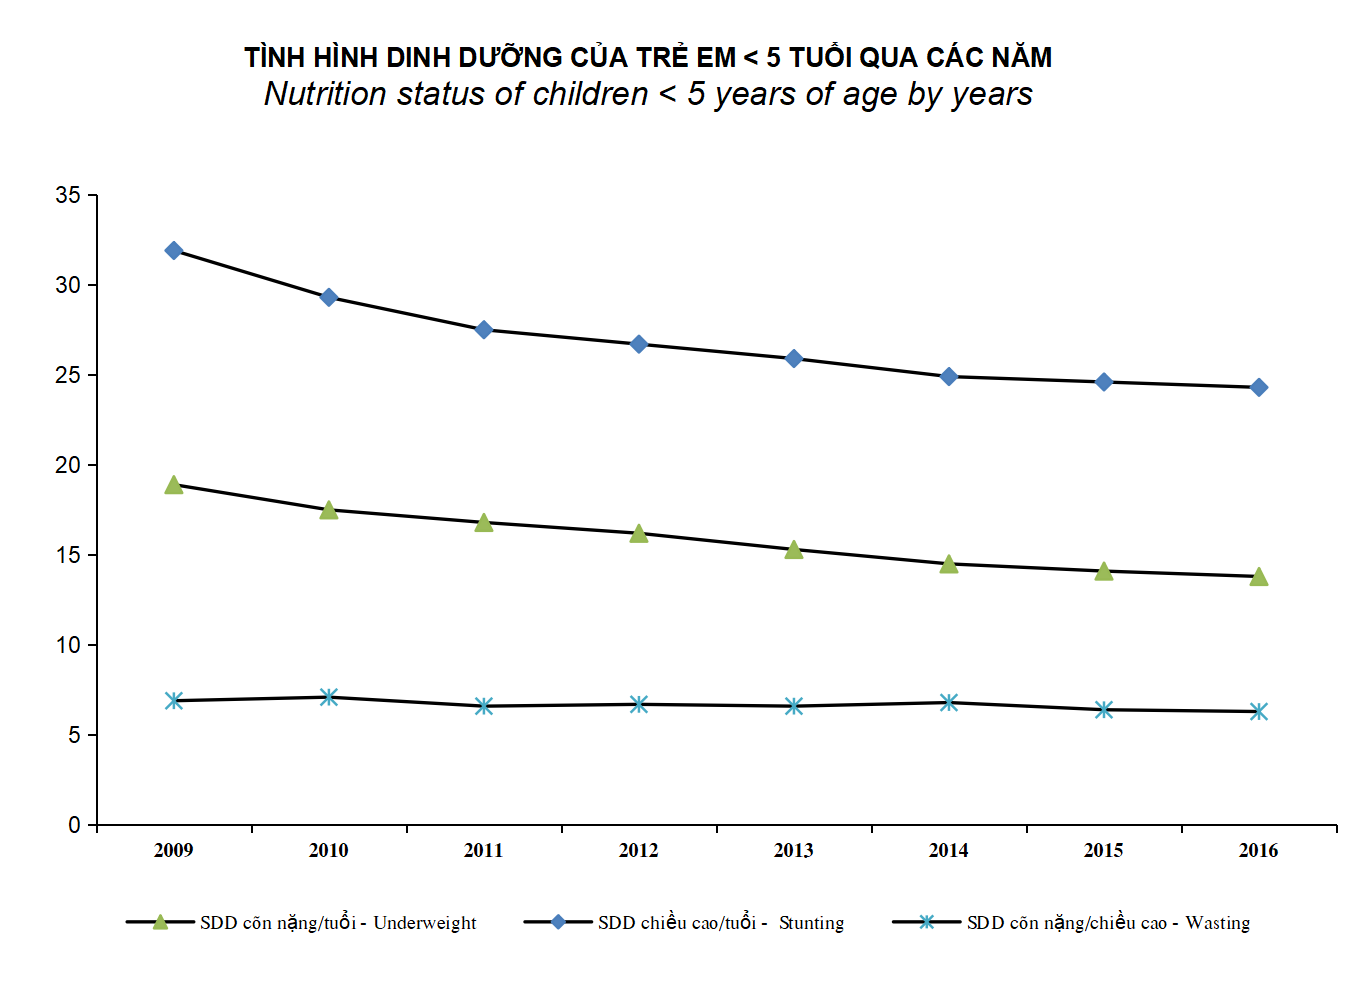 TÌNH HÌNH DINH DƯỠNG CỦA TRẺ EM < 5 TUỔI QUA CÁC NĂM
Nutrition status of children < 5 years of age by years
35
30
25
20
15
10
5
0
2009 2010 2011 2012 2013 2014 2015 2016
SDD cõn nặng/tuổi - Underweight SDD chiều cao/tuổi - Stunting SDD cõn nặng/chiều cao - Wasting